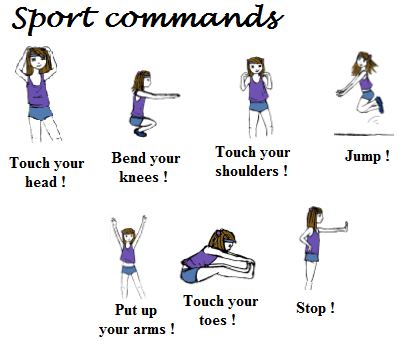 Sport commands
Touch your
head !
Bend your
knees !
Touch your
shoulders !
Jump !
Put up
your arms !
Touch your
toes !
Stop !